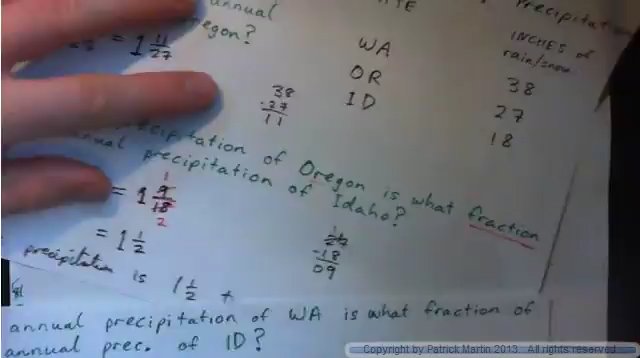 annual
Precipitation
INCHES of
rain/snow
= 1 11/27
Oregon?
WA
38
OR
27
ID
18
38
-27
11
precipitation of Oregon is what fraction
precipitation of Idaho?
= 1 9/18
1
2
= 1 1/2
-18
09
precipitation is 1 1/2
annual precipitation of WA is what fraction of
annual prec. of ID?
Copyright by Patrick Martin 2013. All rights reserved.